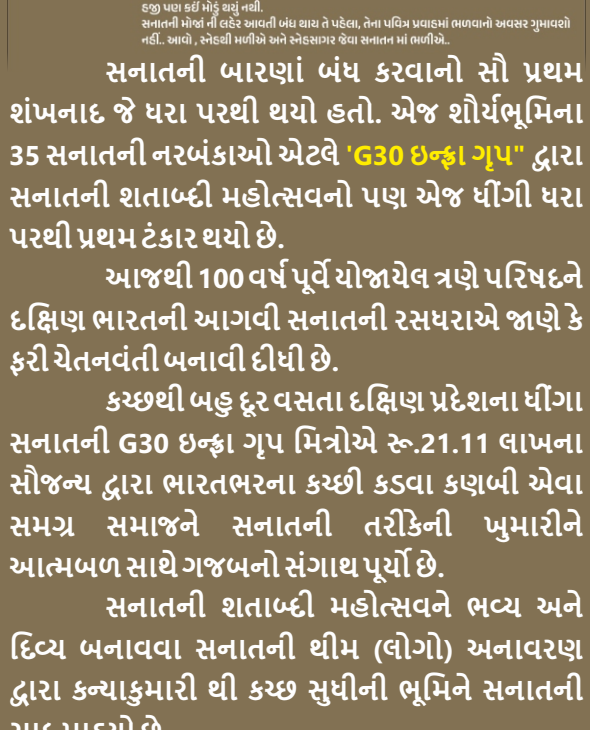 હજી પણ કઈં મોડું થયું નથી.
સનાતની મોજાં ની લહેર આવતી બંધ થાય તે પહેલા, તેના પવિત્ર પ્રવાહમાં ભળવાનો અવસર ગુમાવશો
નહીં.. આવો , સ્નેહથી મળીએ અને સ્નેહસાગર જેવા સનાતન માં ભળીએ..
સનાતની બારણાં બંધ કરવાનો સૌ પ્રથમ
શંખનાદ જે ધરા પરથી થયો હતો. એજ શૌર્યભૂમિના
35 સનાતની નરબંકાઓ એટલે 'G30 ઇન્ફ્રા ગૃપ" દ્વારા
સનાતની શતાબ્દી મહોત્સવનો પણ એજ ધીંગી ધરા
પરથી પ્રથમ ટંકાર થયો છે.
આજથી 100 વર્ષ પૂર્વે યોજાયેલ ત્રણે પરિષદને
દક્ષિણ ભારતની આગવી સનાતની રસધરાએ જાણે કે
ફરી ચેતનવંતી બનાવી દીધી છે.
કચ્છથી બહુ દૂર વસતા દક્ષિણ પ્રદેશના ધીંગા
સનાતની G30 ઇન્ફ્રા ગૃપ મિત્રોએ રૂ.21.11 લાખના
સૌજન્ય દ્વારા ભારતભરના કચ્છી કડવા કણબી એવા
સમગ્ર સમાજને સનાતની તરીકેની ખુમારીને
આત્મબળ સાથે ગજબનો સંગાથ પૂર્યો છે.
સનાતની શતાબ્દી મહોત્સવને ભવ્ય અને
દિવ્ય બનાવવા સનાતની થીમ (લોગો) અનાવરણ
દ્વારા કન્યાકુમારી થી કચ્છ સુધીની ભૂમિને સનાતની